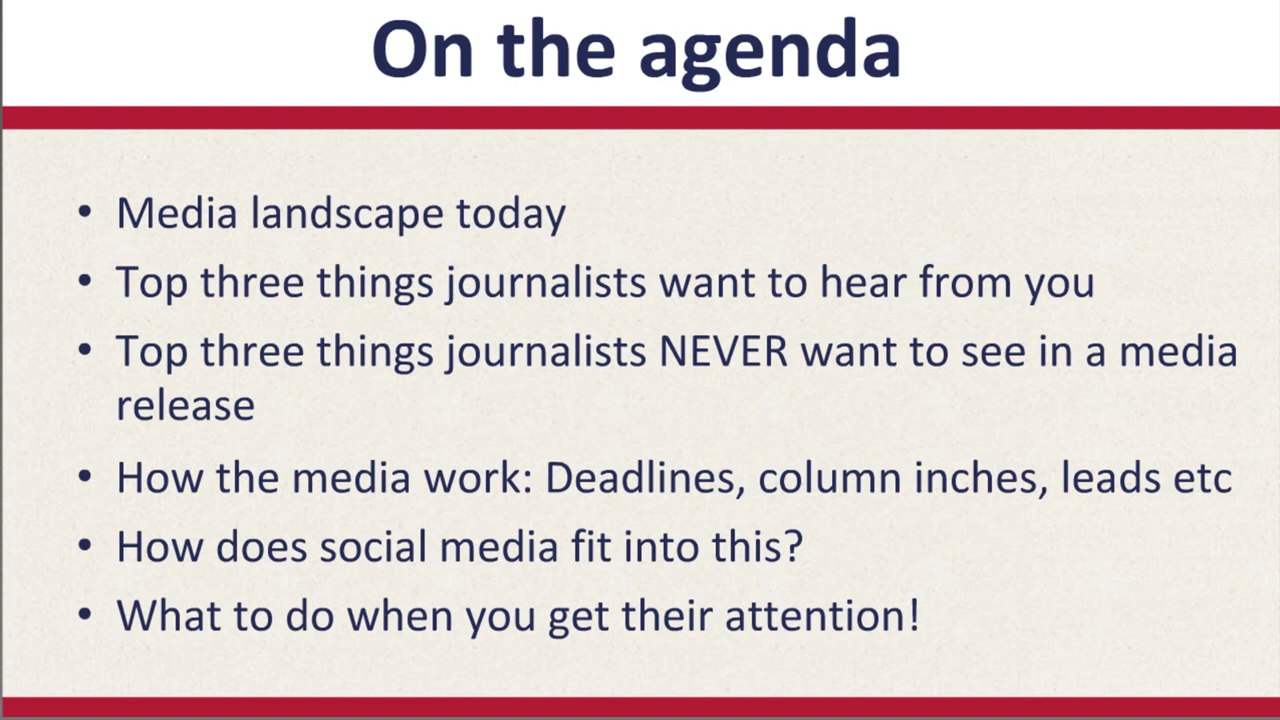 On the agenda
• Media landscape today
• Top three things journalists want to hear from you
• Top three things journalists NEVER want to see in a media
release
• How the media work: Deadlines, column inches, leads etc
• How does social media fit into this?
• What to do when you get their attention!